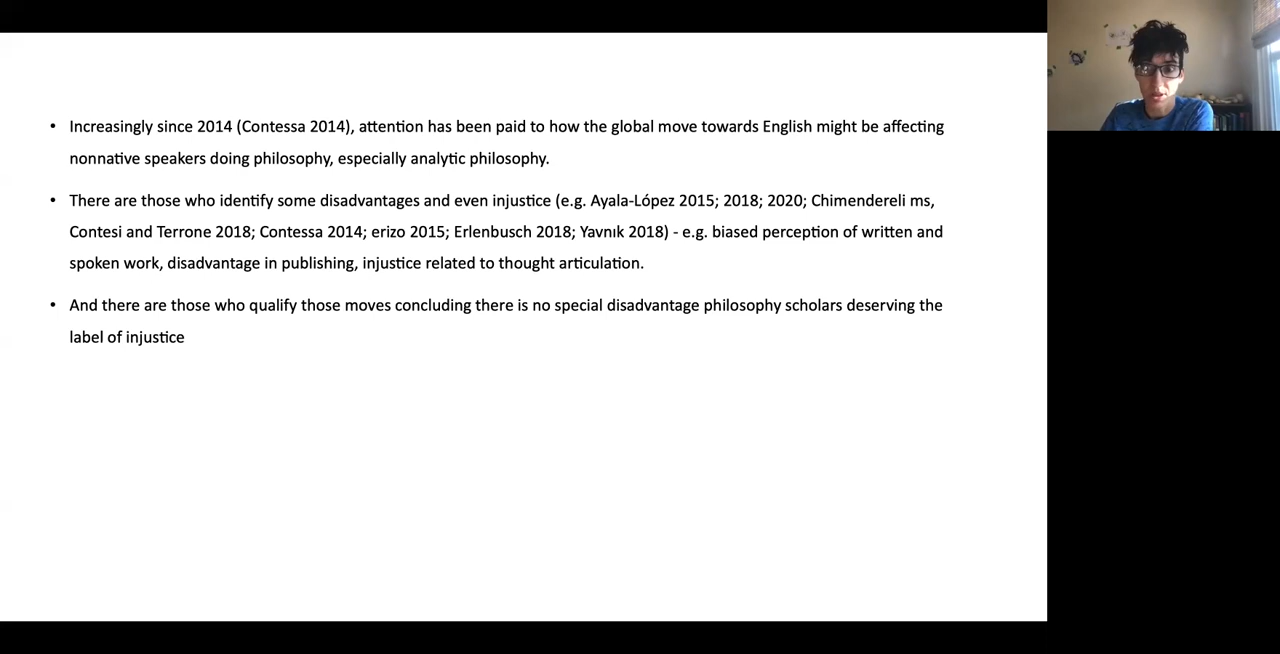 • Increasingly since 2014 (Contessa 2014), attention has been paid to how the global move towards English might be affecting
nonnative speakers doing philosophy, especially analytic philosophy.
• There are those who identify some disadvantages and even injustice (e.g. Ayala-López 2015; 2018; 2020; Chimendereli ms,
Contesi and Terrone 2018; Contessa 2014; erizo 2015; Erlenbusch 2018; Yavnık 2018) - e.g. biased perception of written and
spoken work, disadvantage in publishing, injustice related to thought articulation.
• And there are those who qualify those moves concluding there is no special disadvantage philosophy scholars deserving the
label of injustice